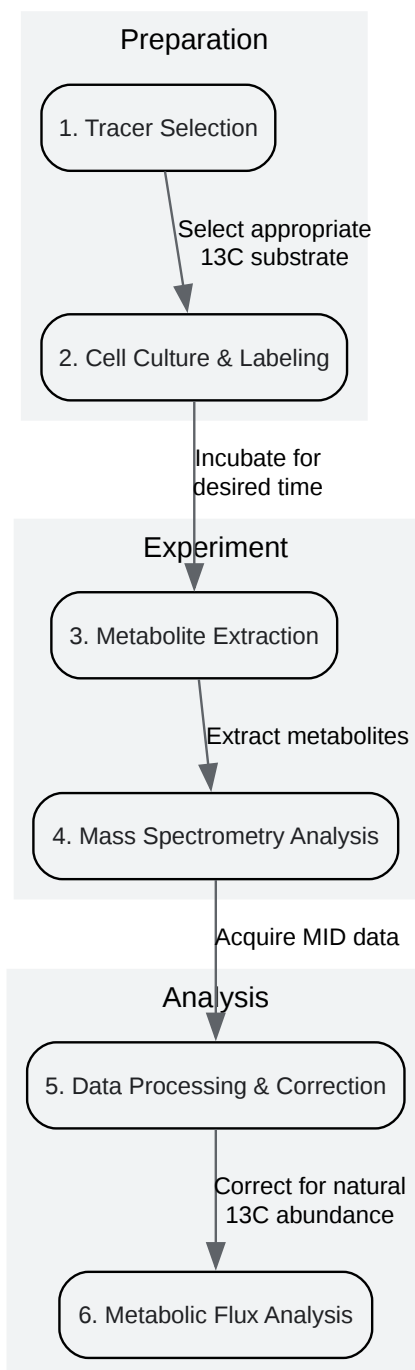 Preparation
1. Tracer Selection
Select appropriate
13C substrate
2. Cell Culture & Labeling
Incubate for
desired time
Experiment
3. Metabolite Extraction
Extract metabolites
4. Mass Spectrometry Analysis
Acquire MID data
Analysis
5. Data Processing & Correction
Correct for natural
13C abundance
6. Metabolic Flux Analysis